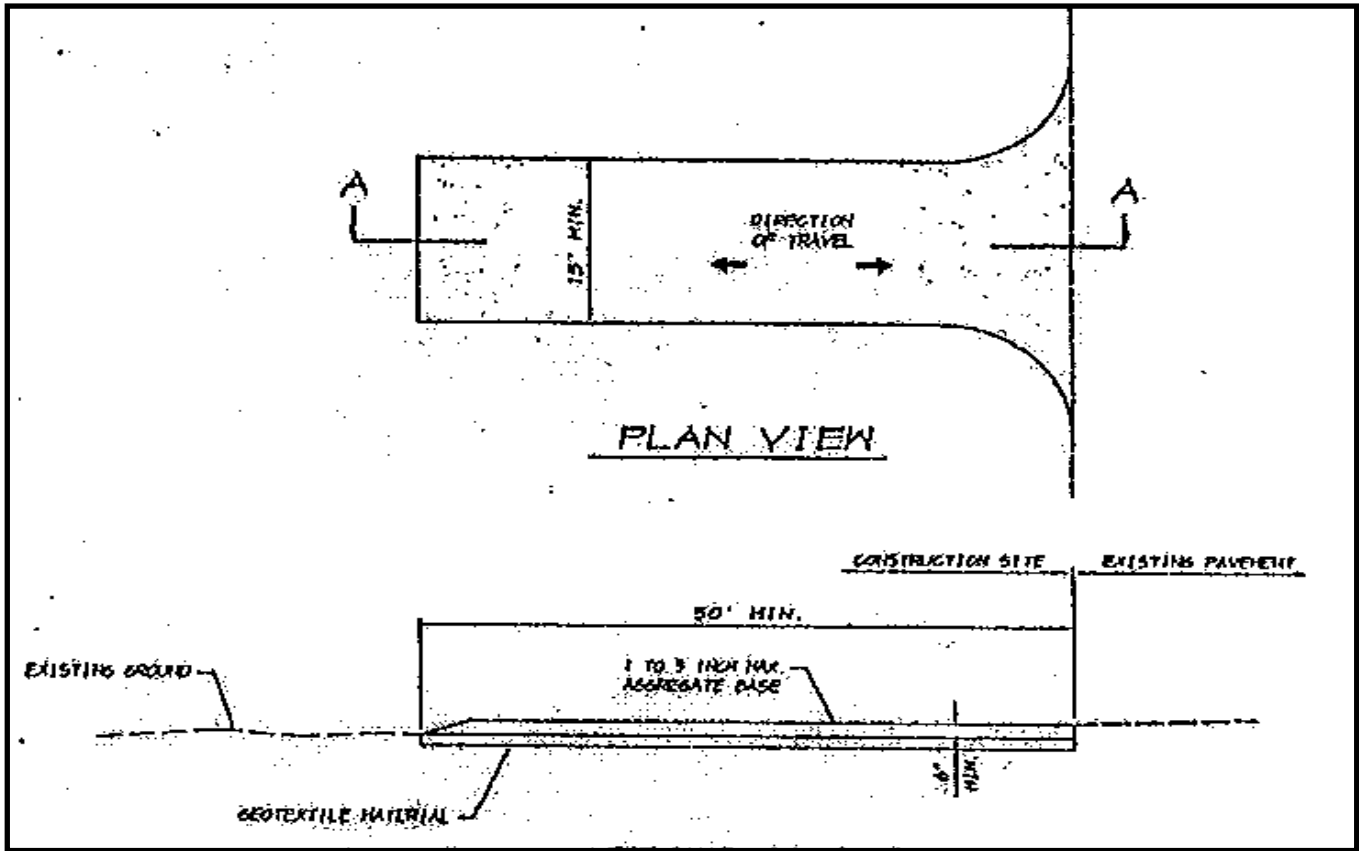 A
A
15' MIN.
DIRECTION
OF TRAVEL
PLAN VIEW
CONSTRUCTION SITE
EXISTING PAVEMENT
50' MIN.
EXISTING GROUND
1 TO 3 INCH MAX.
AGGREGATE BASE
6"
MIN.
GEOTEXTILE MATERIAL